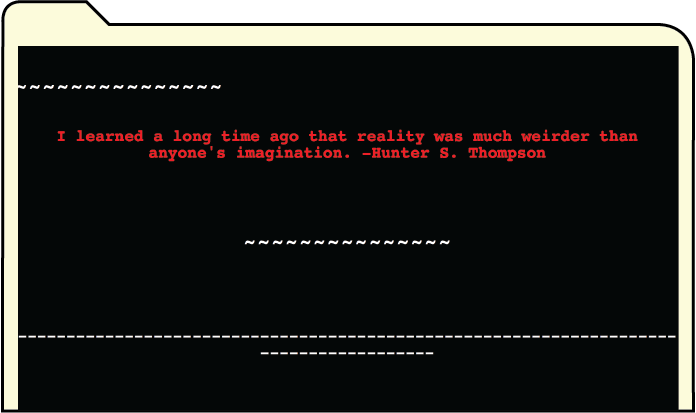 ~~~~~~~~~~~~~~~
I learned a long time ago that reality was much weirder than
anyone's imagination. -Hunter S. Thompson
~~~~~~~~~~~~~~~
--------------------------------------------------------------------
------------------